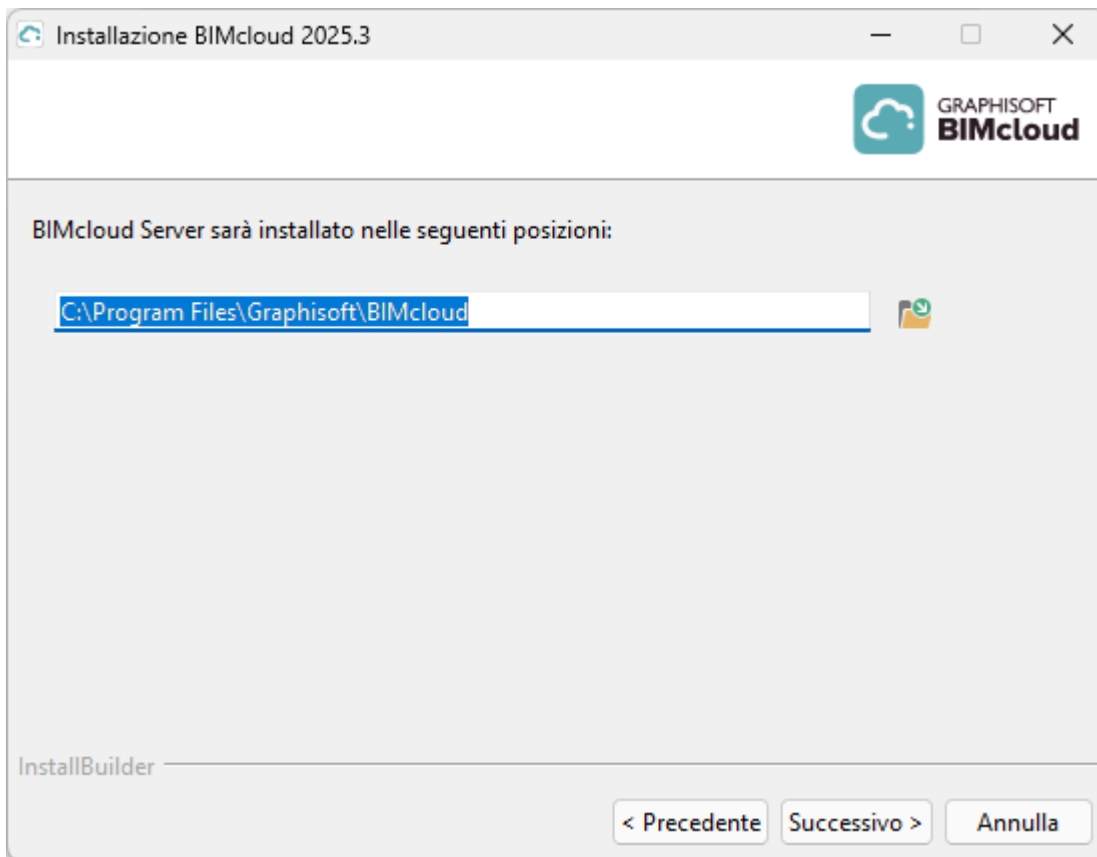 Installazione BIMcloud 2025.3
GRAPHISOFT
BIMcloud
BIMcloud Server sarà installato nelle seguenti posizioni:
C:\Program Files\Graphisoft\BIMcloud
InstallBuilder
< Precedente
Successivo >
Annulla